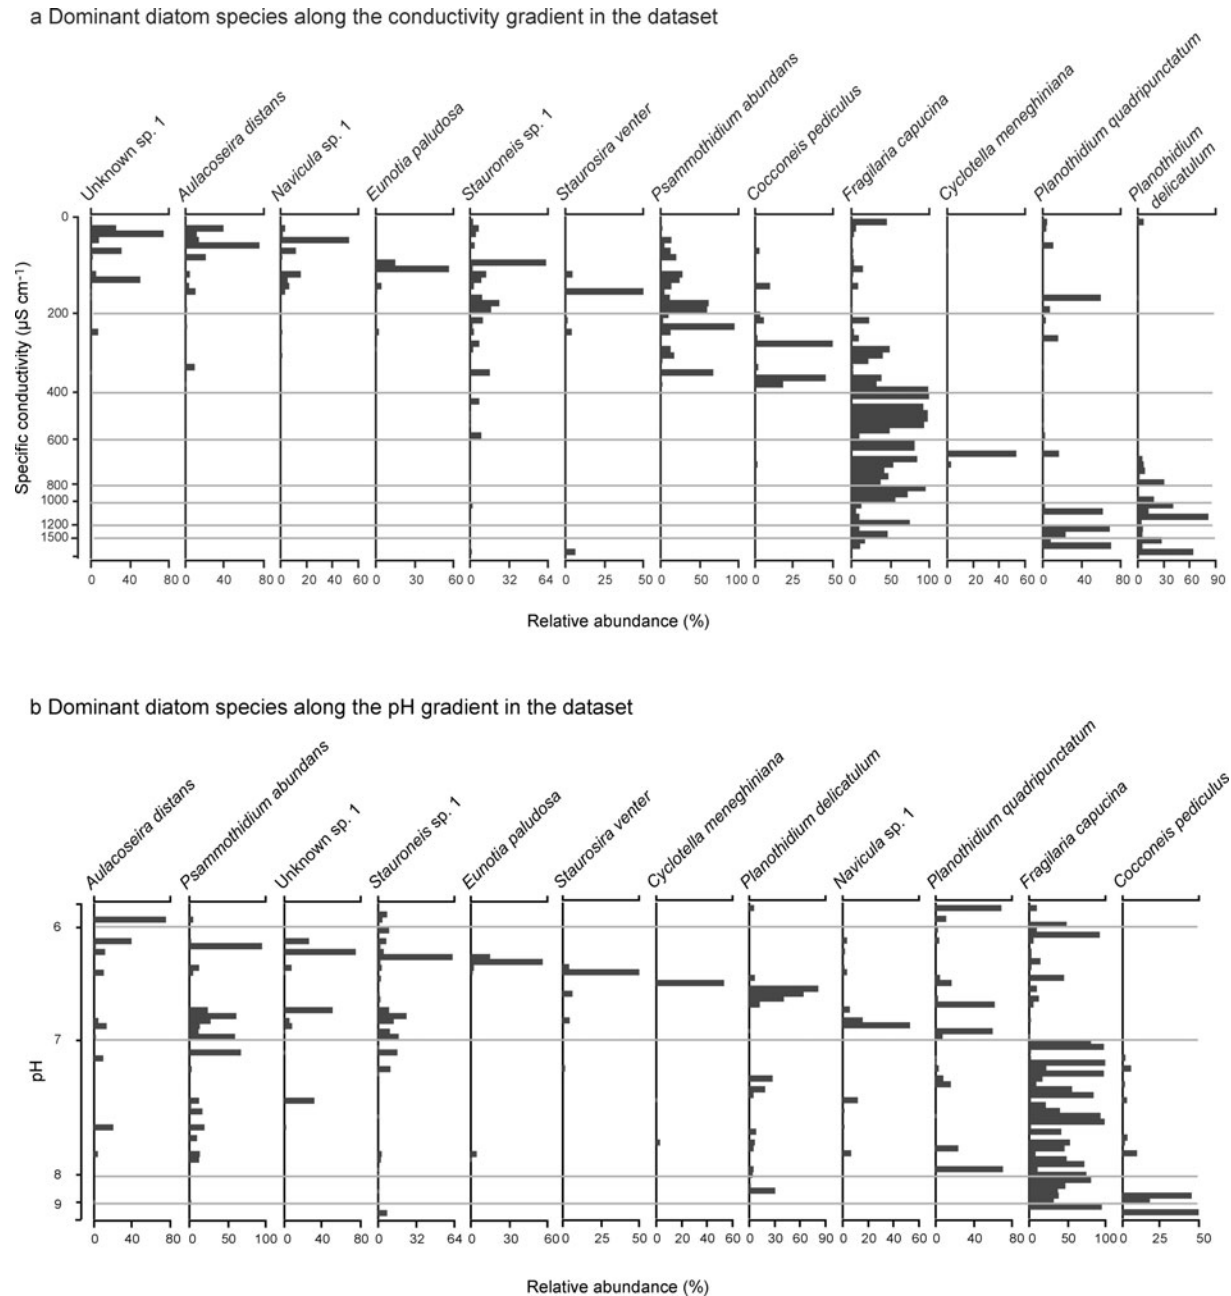 a Dominant diatom species along the conductivity gradient in the dataset
Unknown sp. 1
Aulacoseira distans
Navicula sp. 1
Eunotia paludosa
Stauroneis sp. 1
Staurosira venter
Psammothidium abundans
Cocconeis pediculus
Fragilaria capucina
Cyclotella meneghiniana
Planothidium quadripunctatum
Planothidium
delicatulum
Specific conductivity (µS cm⁻¹)
0
200
400
600
800
1000
1200
1500
0 40 80 0 40 80 0 30 60 0 30 60 0 32 64 0 25 50 0 50 100 0 25 50 0 50 100 0 20 40 60 0 40 80 0 30 60 90
Relative abundance (%)
b Dominant diatom species along the pH gradient in the dataset
Aulacoseira distans
Psammothidium abundans
Unknown sp. 1
Stauroneis sp. 1
Eunotia paludosa
Staurosira venter
Cyclotella meneghiniana
Planothidium delicatulum
Navicula sp. 1
Planothidium quadripunctatum
Fragilaria capucina
Cocconeis pediculus
pH
6
7
8
9
0 40 80 0 50 100 0 40 80 0 32 64 0 30 60 0 25 50 0 20 40 60 0 30 60 90 0 20 40 60 0 40 80 0 50 100 0 25 50
Relative abundance (%)